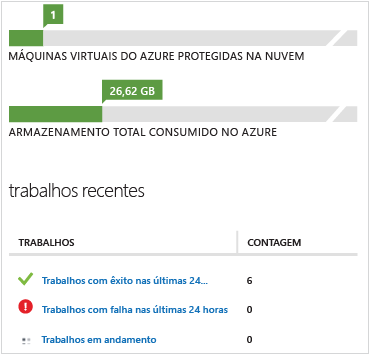 1
MÁQUINAS VIRTUAIS DO AZURE PROTEGIDAS NA NUVEM
26,62 GB
ARMAZENAMENTO TOTAL CONSUMIDO NO AZURE
trabalhos recentes
TRABALHOS CONTAGEM
Trabalhos com êxito nas últimas 24... 6
Trabalhos com falha nas últimas 24 horas 0
Trabalhos em andamento 0